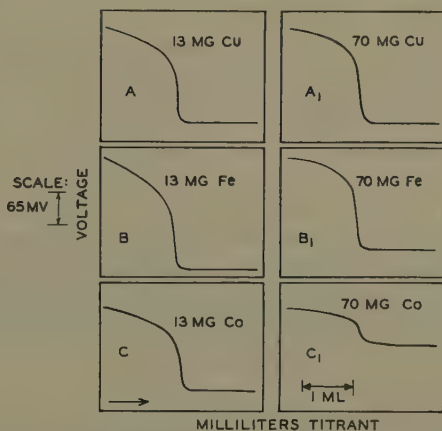 13 MG Cu
A
70 MG Cu
A1
SCALE:
65MV
VOLTAGE
13 MG Fe
B
70 MG Fe
B1
13 MG Co
C
70 MG Co
C1
1 ML
MILLILITERS TITRANT